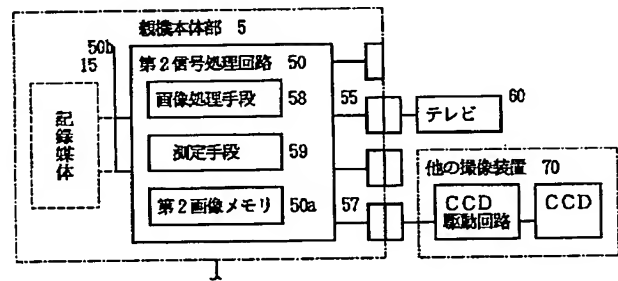 親機本体部 5
50b
15
第2信号処理回路 50
画像処理手段 58
測定手段 59
第2画像メモリ 50a
記録媒体
55
テレビ
60
57
他の撮像装置 70
CCD
駆動回路
CCD